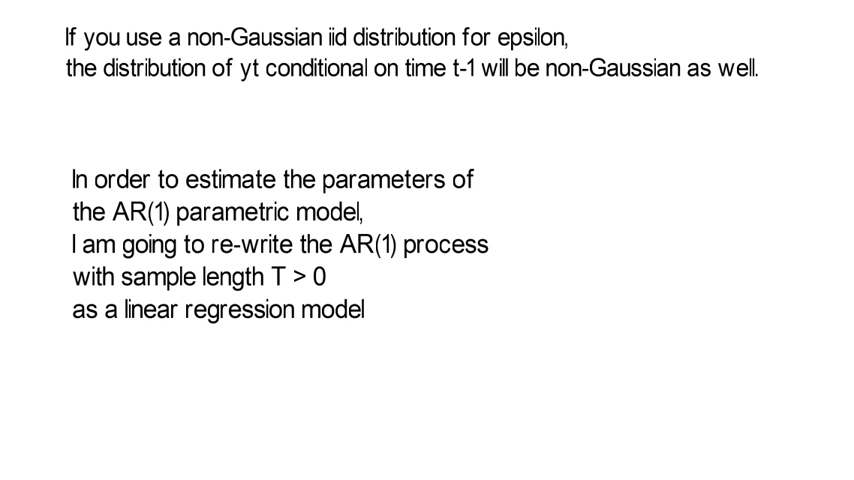 If you use a non-Gaussian iid distribution for epsilon,
the distribution of yt conditional on time t-1 will be non-Gaussian as well.
In order to estimate the parameters of
the AR(1) parametric model,
I am going to re-write the AR(1) process
with sample length T > 0
as a linear regression model